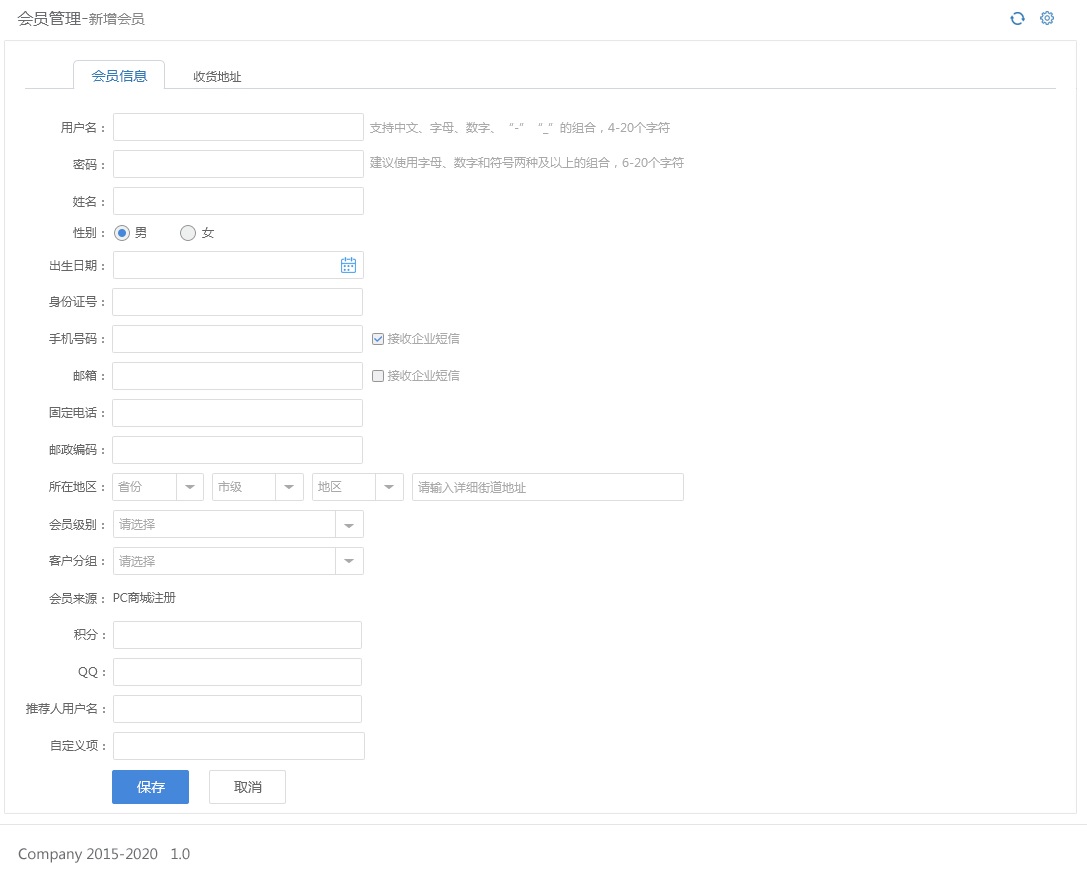 会员管理-新增会员
会员信息 收货地址
用户名： 支持中文、字母、数字、“-”“_”的组合，4-20个字符
密码： 建议使用字母、数字和符号两种及以上的组合，6-20个字符
姓名：
性别： 男 女
出生日期：
身份证号：
手机号码： 接收企业短信
邮箱： 接收企业短信
固定电话：
邮政编码：
所在地区： 省份 市级 地区 请输入详细街道地址
会员级别： 请选择
客户分组： 请选择
会员来源： PC商城注册
积分：
QQ：
推荐人用户名：
自定义项：
保存 取消
Company 2015-2020 1.0